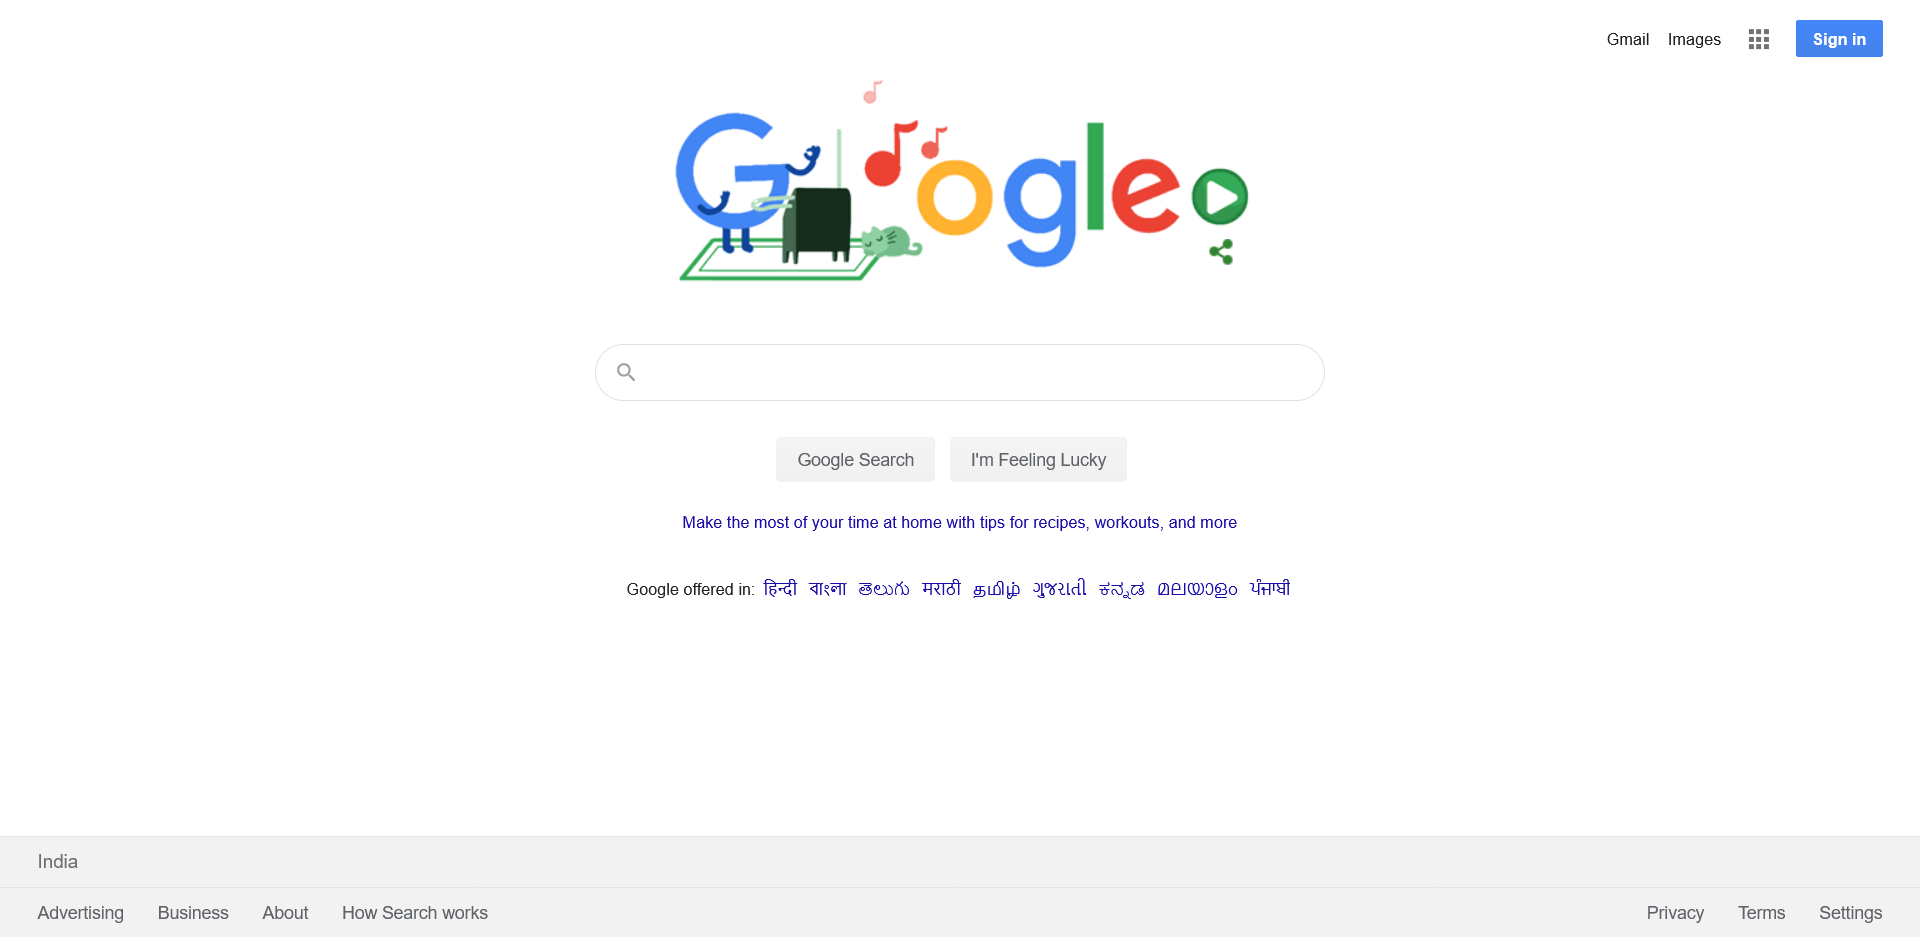 Gmail Images Sign in
Google
Google Search I'm Feeling Lucky
Make the most of your time at home with tips for recipes, workouts, and more
Google offered in: हिन्दी বাংলা తెలుగు मराठी தமிழ் ગુજરાતી ಕನ್ನಡ മലയാളം ਪੰਜਾਬੀ
India
Advertising Business About How Search works Privacy Terms Settings